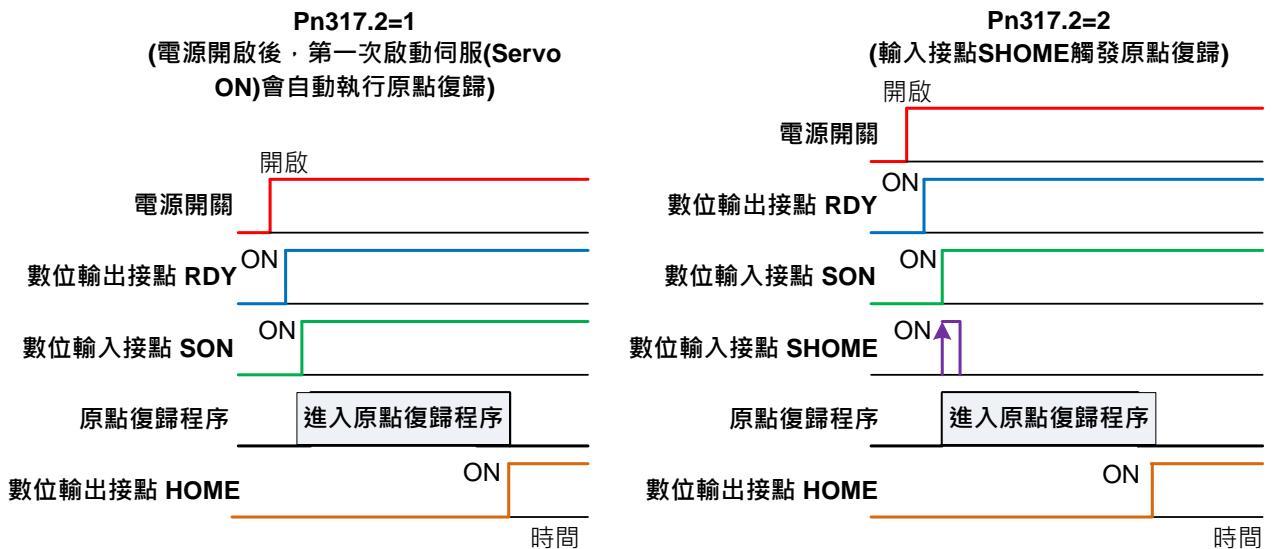 Pn317.2=1
(電源開啟後，第一次啟動伺服(Servo
ON)會自動執行原點復歸)
開啟
電源開關
ON
數位輸出接點 RDY
ON
數位輸入接點 SON
原點復歸程序
進入原點復歸程序
ON
數位輸出接點 HOME
時間
Pn317.2=2
(輸入接點SHOME觸發原點復歸)
開啟
電源開關
ON
數位輸出接點 RDY
ON
數位輸入接點 SON
ON
數位輸入接點 SHOME
原點復歸程序
進入原點復歸程序
ON
數位輸出接點 HOME
時間